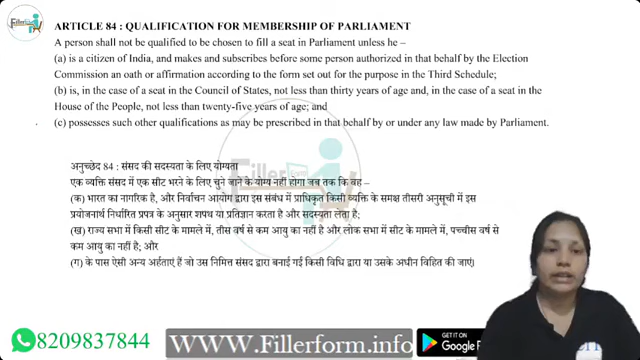 Fillerform
ARTICLE 84 : QUALIFICATION FOR MEMBERSHIP OF PARLIAMENT
A person shall not be qualified to be chosen to fill a seat in Parliament unless he –
(a) is a citizen of India, and makes and subscribes before some person authorized in that behalf by the Election
Commission an oath or affirmation according to the form set out for the purpose in the Third Schedule;
(b) is, in the case of a seat in the Council of States, not less than thirty years of age and, in the case of a seat in the
House of the People, not less than twenty-five years of age; and
(c) possesses such other qualifications as may be prescribed in that behalf by or under any law made by Parliament.
अनुच्छेद 84 : संसद की सदस्यता के लिए योग्यता
एक व्यक्ति संसद में एक सीट भरने के लिए चुने जाने के योग्य नहीं होगा जब तक कि वह –
(क) भारत का नागरिक है, और निर्वाचन आयोग द्वारा इस संबंध में प्राधिकृत किसी व्यक्ति के समक्ष तीसरी अनुसूची में इस
प्रयोजनार्थ निर्धारित प्रपत्र के अनुसार शपथ या प्रतिज्ञान करता है और सदस्यता लेता है;
(ख) राज्य सभा में किसी सीट के मामले में, तीस वर्ष से कम आयु का नहीं है और लोक सभा में सीट के मामले में, पच्चीस वर्ष से
कम आयु का नहीं है; और
(ग) के पास ऐसी अन्य अर्हताएं हैं जो उस निमित्त संसद द्वारा बनाई गई किसी विधि द्वारा या उसके अधीन विहित की जाएं|
8209837844
WWW.Fillerform.info
GET IT ON
Google